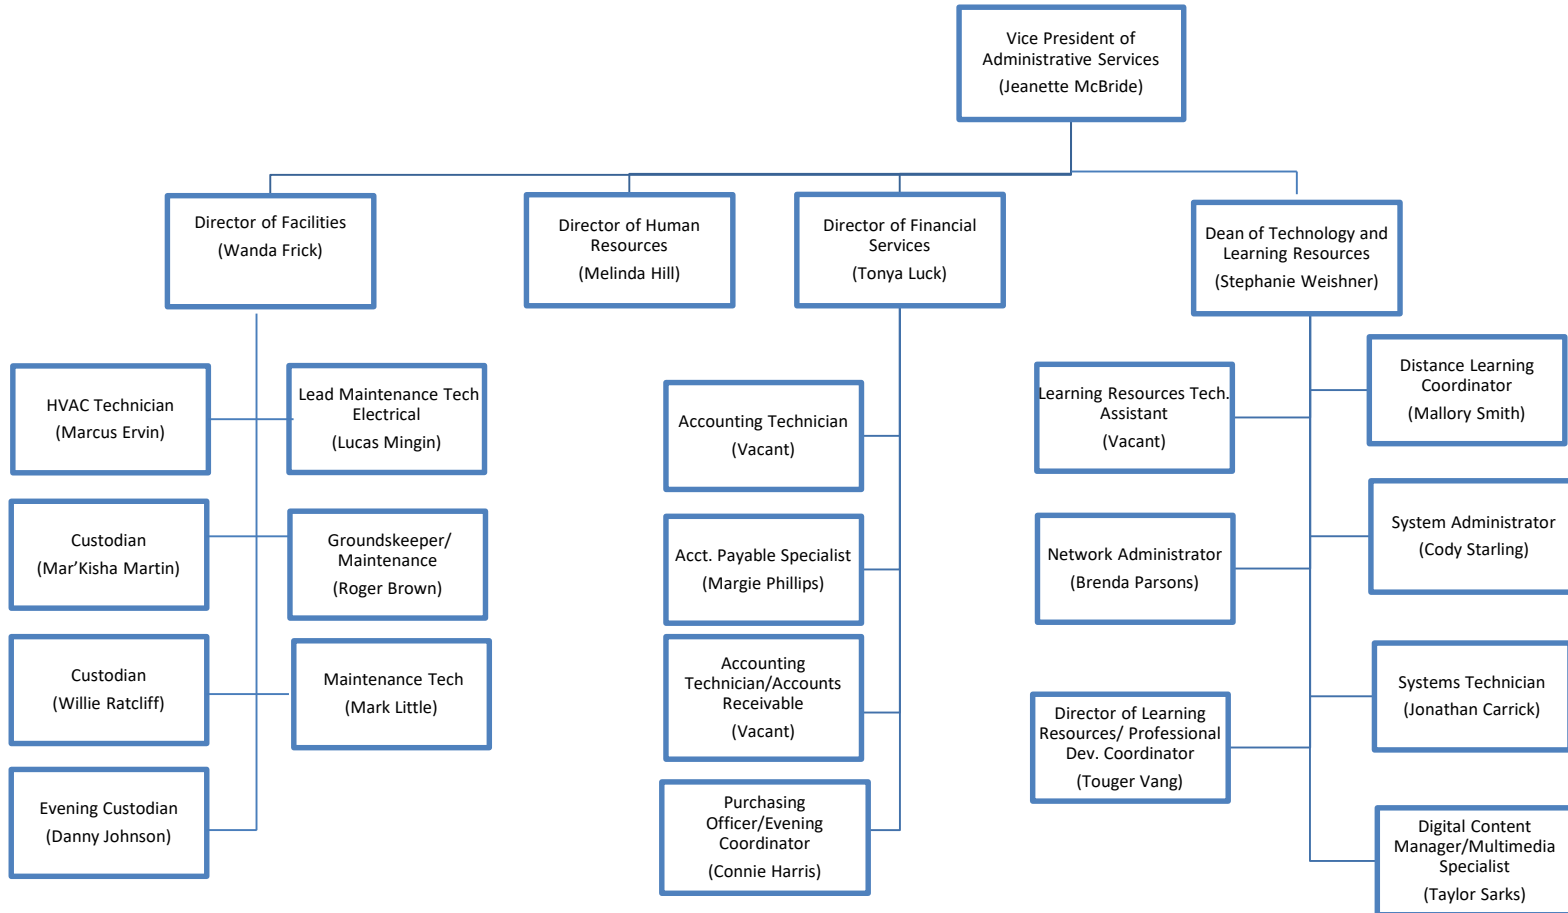 Vice President of
Administrative Services
(Jeanette McBride)
Director of Facilities
(Wanda Frick)
Director of Human
Resources
(Melinda Hill)
Director of Financial
Services
(Tonya Luck)
Dean of Technology and
Learning Resources
(Stephanie Weishner)
HVAC Technician
(Marcus Ervin)
Lead Maintenance Tech
Electrical
(Lucas Mingin)
Custodian
(Mar’Kisha Martin)
Groundskeeper/
Maintenance
(Roger Brown)
Custodian
(Willie Ratcliff)
Maintenance Tech
(Mark Little)
Evening Custodian
(Danny Johnson)
Accounting Technician
(Vacant)
Acct. Payable Specialist
(Margie Phillips)
Accounting
Technician/Accounts
Receivable
(Vacant)
Purchasing
Officer/Evening
Coordinator
(Connie Harris)
Learning Resources Tech.
Assistant
(Vacant)
Distance Learning
Coordinator
(Mallory Smith)
Network Administrator
(Brenda Parsons)
System Administrator
(Cody Starling)
Director of Learning
Resources/ Professional
Dev. Coordinator
(Touger Vang)
Systems Technician
(Jonathan Carrick)
Digital Content
Manager/Multimedia
Specialist
(Taylor Sarks)